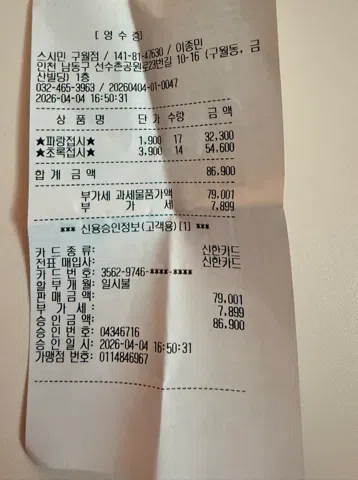 [ 영 수 증 ]
스시민 구월점 / 141-81-47630 / 이종민
인천 남동구 선수촌공원로23번길 10-16 (구월동, 금
산빌딩) 1층
032-465-3963 / 20260404-01-0047
2026-04-04 16:50:31
상 품 명 단 가 수량 금 액
★파랑접시★ 1,900 17 32,300
★초록접시★ 3,900 14 54,600
합 계 금 액 86,900
부가세 과세물품가액 79,001
부 가 세 7,899
*** 신용승인정보(고객용)[1] ***
카 드 종 류: 신한카드
전표 매입사: 신한카드
카 드 번 호: 3562-9746-****-****
할 부 개 월: 일시불
판 매 금 액: 79,001
부 가 세 : 7,899
승 인 금 액: 86,900
승 인 번 호: 04346716
승 인 일 시: 2026-04-04 16:50:31
가맹점 번호: 0114846967